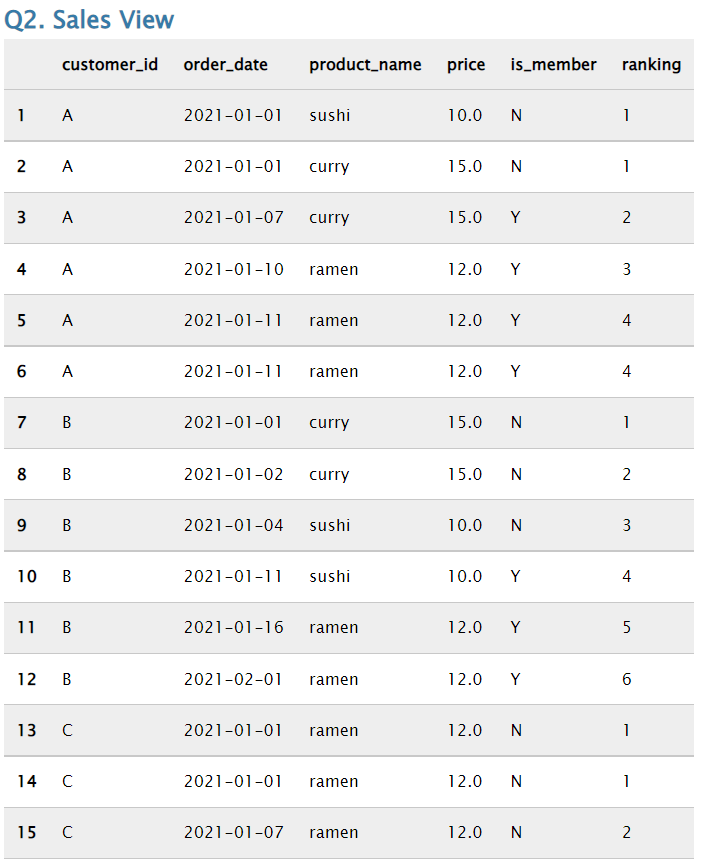 Q2. Sales View
customer_id order_date product_name price is_member ranking
1 A 2021-01-01 sushi 10.0 N 1
2 A 2021-01-01 curry 15.0 N 1
3 A 2021-01-07 curry 15.0 Y 2
4 A 2021-01-10 ramen 12.0 Y 3
5 A 2021-01-11 ramen 12.0 Y 4
6 A 2021-01-11 ramen 12.0 Y 4
7 B 2021-01-01 curry 15.0 N 1
8 B 2021-01-02 curry 15.0 N 2
9 B 2021-01-04 sushi 10.0 N 3
10 B 2021-01-11 sushi 10.0 Y 4
11 B 2021-01-16 ramen 12.0 Y 5
12 B 2021-02-01 ramen 12.0 Y 6
13 C 2021-01-01 ramen 12.0 N 1
14 C 2021-01-01 ramen 12.0 N 1
15 C 2021-01-07 ramen 12.0 N 2